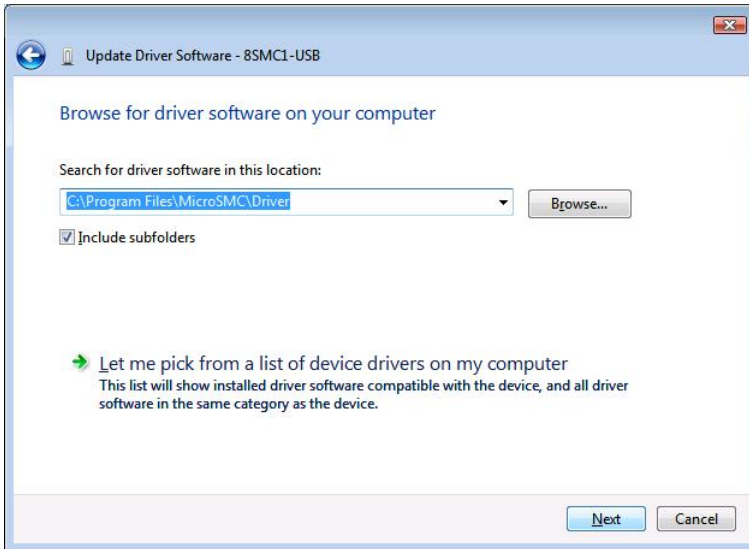 Update Driver Software - 8SMC1-USB
Browse for driver software on your computer
Search for driver software in this location:
C:\Program Files\MicroSMC\Driver
Browse...
Include subfolders
Let me pick from a list of device drivers on my computer
This list will show installed driver software compatible with the device, and all driver
software in the same category as the device.
Next
Cancel